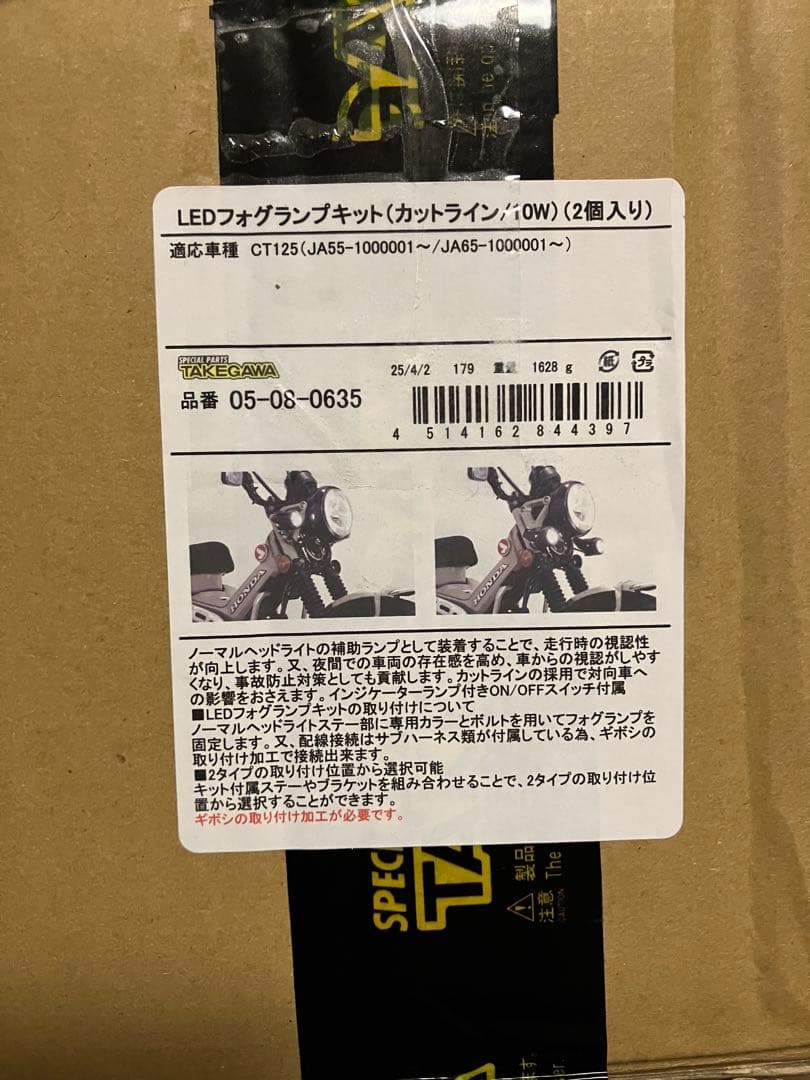 LEDフォグランプキット(カットライン/10W)(2個入り)
適応車種 CT125(JA55-1000001～/JA65-1000001～)
SPECIAL PARTS
TAKEGAWA
25/4/2 179 重量 1628 g
紙 プラ
品番 05-08-0635
4 514162 844397
HONDA
HONDA
ノーマルヘッドライトの補助ランプとして装着することで、走行時の視認性
が向上します。又、夜間での車両の存在感を高め、車からの視認がしやす
くなり、事故防止対策としても貢献します。カットラインの採用で対向車へ
の影響をおさえます。インジケーターランプ付きON/OFFスイッチ付属
■LEDフォグランプキットの取り付けについて
ノーマルヘッドライトステー部に専用カラーとボルトを用いてフォグランプを
固定します。又、配線接続はサブハーネス類が付属している為、ギボシの
取り付け加工で接続出来ます。
■2タイプの取り付け位置から選択可能
キット付属ステーやブラケットを組み合わせることで、2タイプの取り付け位
置から選択することができます。
ギボシの取り付け加工が必要です。
SPECI
TA
製品
注意 The
CAUTION
す。
er.